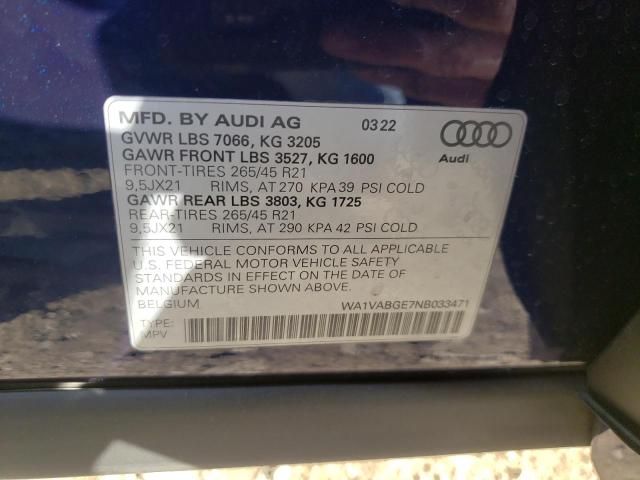 MFD. BY AUDI AG 0322
GVWR LBS 7066, KG 3205
GAWR FRONT LBS 3527, KG 1600
Audi
FRONT-TIRES 265/45 R21
9,5JX21 RIMS, AT 270 KPA 39 PSI COLD
GAWR REAR LBS 3803, KG 1725
REAR-TIRES 265/45 R21
9,5JX21 RIMS, AT 290 KPA 42 PSI COLD
THIS VEHICLE CONFORMS TO ALL APPLICABLE
U.S. FEDERAL MOTOR VEHICLE SAFETY
STANDARDS IN EFFECT ON THE DATE OF
MANUFACTURE SHOWN ABOVE.
BELGIUM WA1VABGE7NB033471
TYPE:
MPV